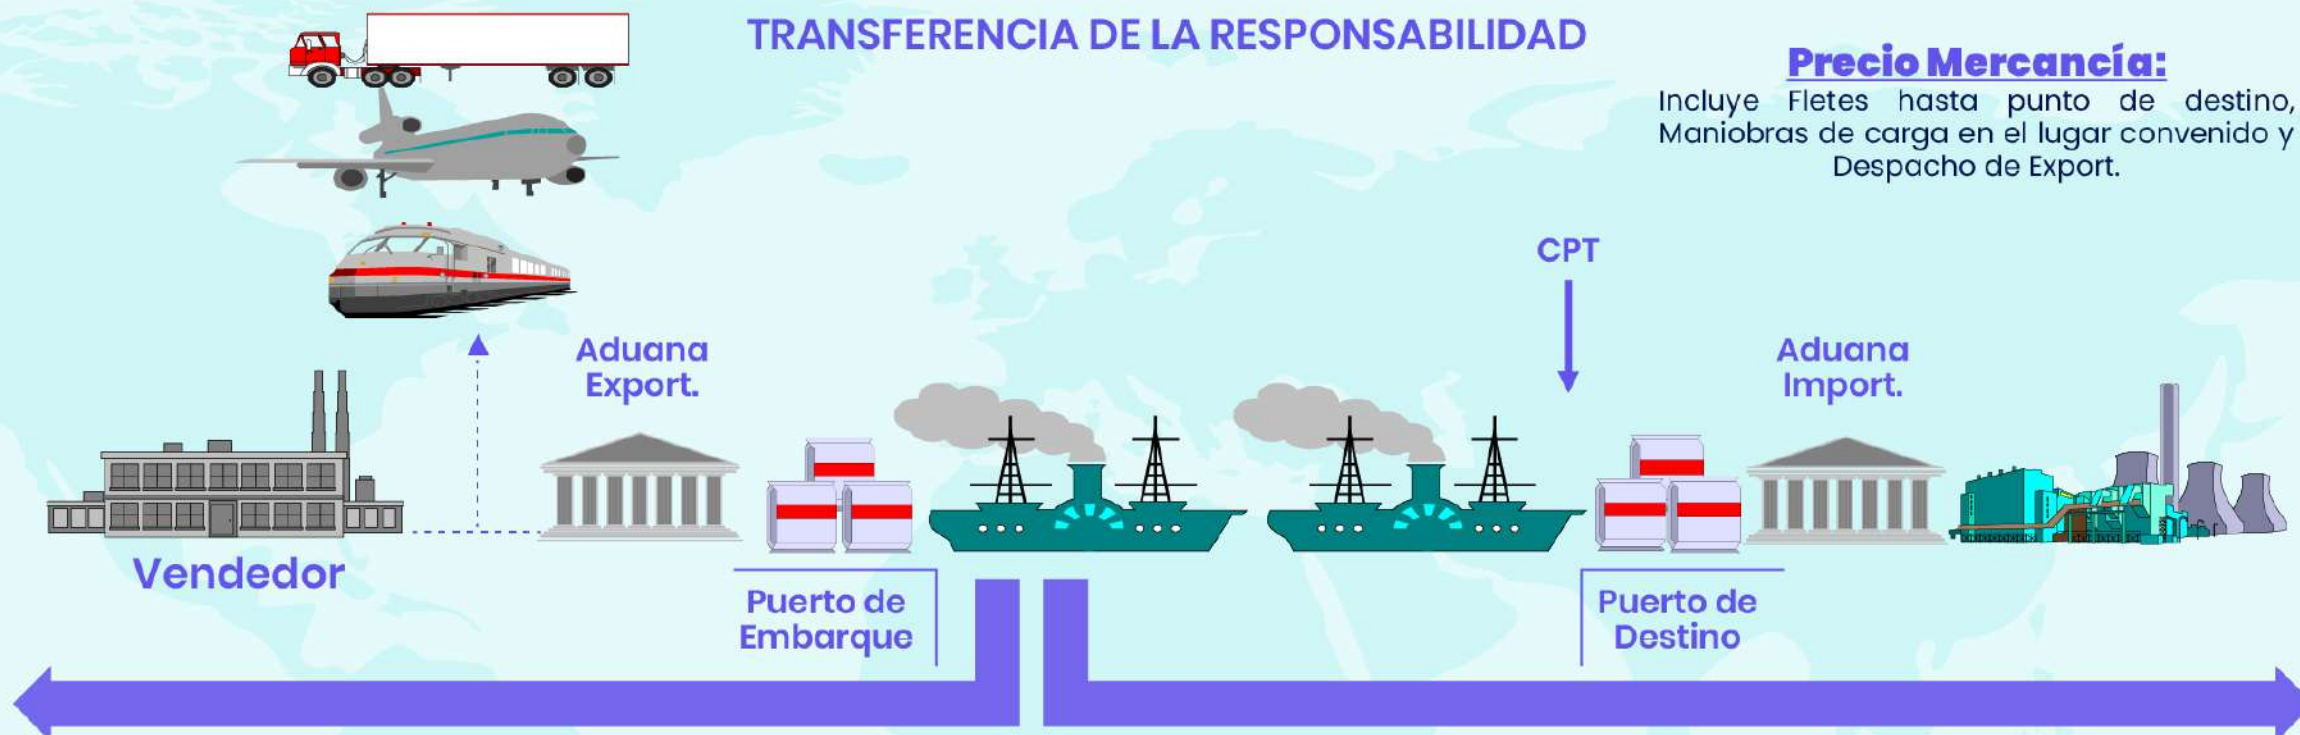 TRANSFERENCIA DE LA RESPONSABILIDAD
Precio Mercancía:
Incluye Fletes hasta punto de destino,
Maniobras de carga en el lugar convenido y
Despacho de Export.
CPT
Aduana
Export.
Aduana
Import.
Vendedor
Puerto de
Embarque
Puerto de
Destino